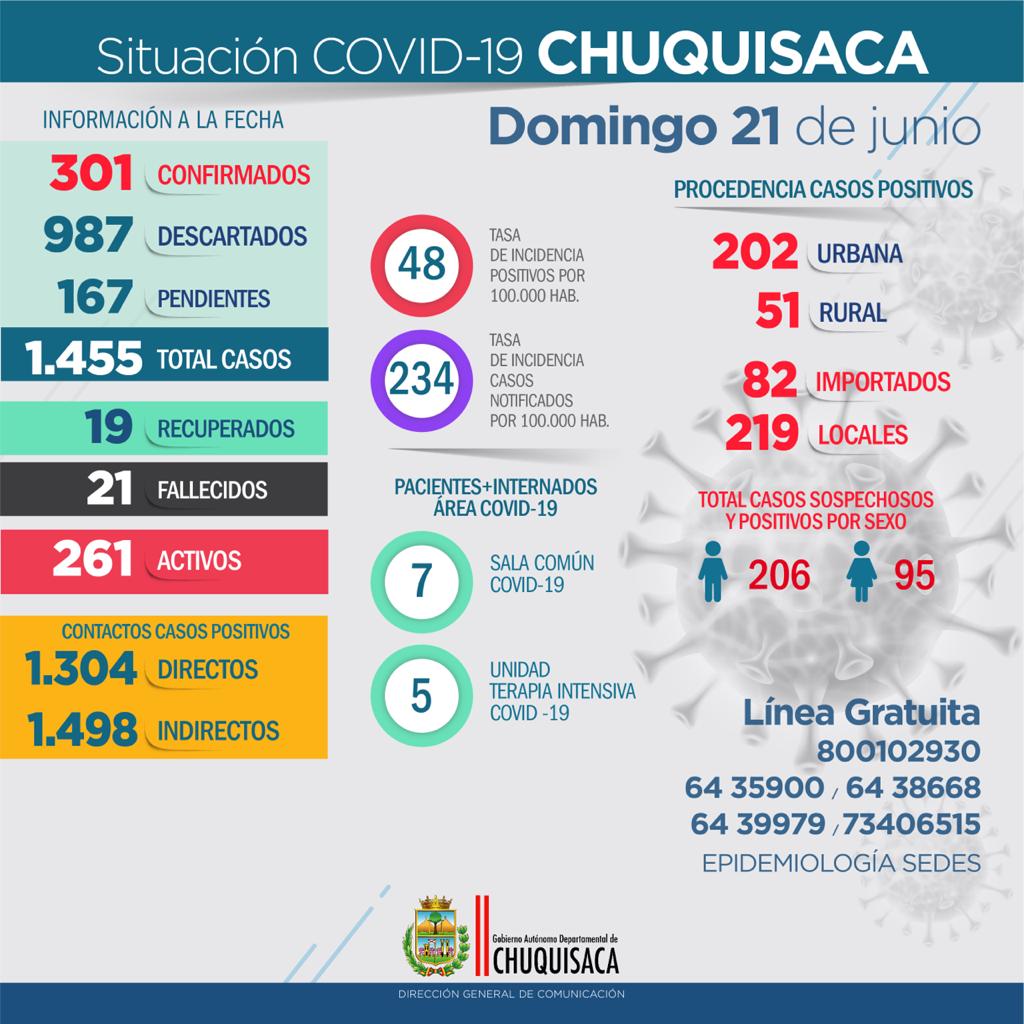 Situación COVID-19 CHUQUISACA
INFORMACIÓN A LA FECHA
301 CONFIRMADOS
987 DESCARTADOS
167 PENDIENTES
1.455 TOTAL CASOS
19 RECUPERADOS
21 FALLECIDOS
261 ACTIVOS
CONTACTOS CASOS POSITIVOS
1.304 DIRECTOS
1.498 INDIRECTOS
Domingo 21 de junio
48
TASA
DE INCIDENCIA
POSITIVOS POR
100.000 HAB.
234
TASA
DE INCIDENCIA
CASOS
NOTIFICADOS
POR 100.000 HAB.
PACIENTES+INTERNADOS
ÁREA COVID-19
7
SALA COMÚN
COVID-19
5
UNIDAD
TERAPIA INTENSIVA
COVID -19
PROCEDENCIA CASOS POSITIVOS
202 URBANA
51 RURAL
82 IMPORTADOS
219 LOCALES
TOTAL CASOS SOSPECHOSOS
Y POSITIVOS POR SEXO
206 95
Línea Gratuita
800102930
64 35900 / 64 38668
64 39979 / 73406515
EPIDEMIOLOGÍA SEDES
Gobierno Autónomo Departamental de
CHUQUISACA
DIRECCIÓN GENERAL DE COMUNICACIÓN